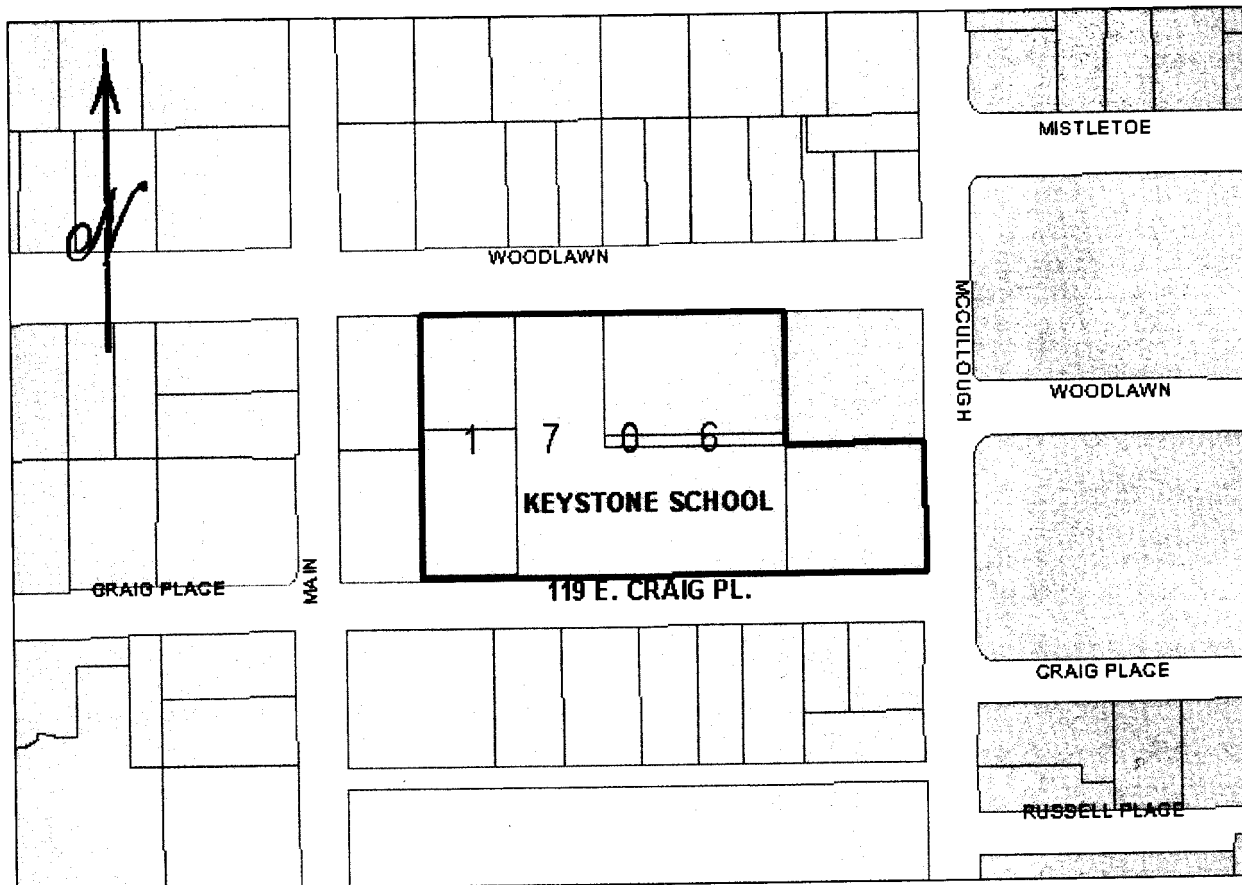 MISTLETOE
N
WOODLAWN
MCCULLOUGH
WOODLAWN
1 7 0 6
KEYSTONE SCHOOL
MAIN
CRAIG PLACE
119 E. CRAIG PL.
CRAIG PLACE
RUSSELL PLACE